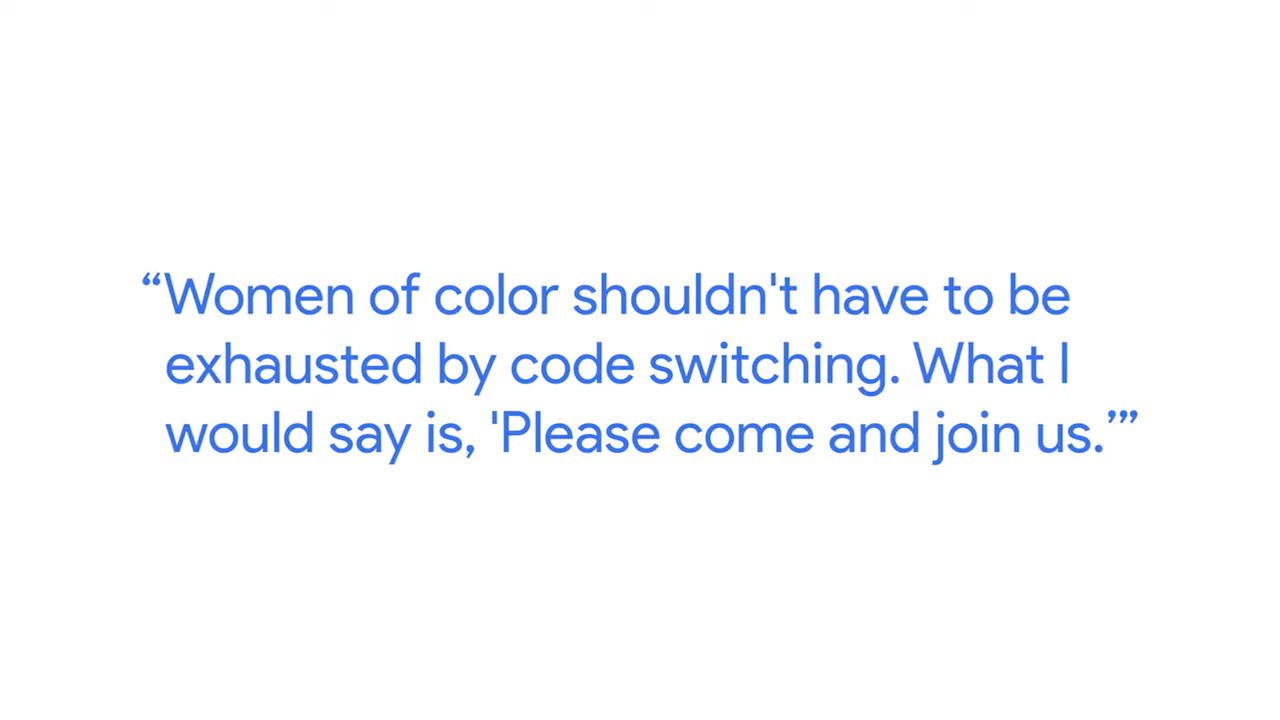 “Women of color shouldn't have to be
exhausted by code switching. What I
would say is, 'Please come and join us.’”